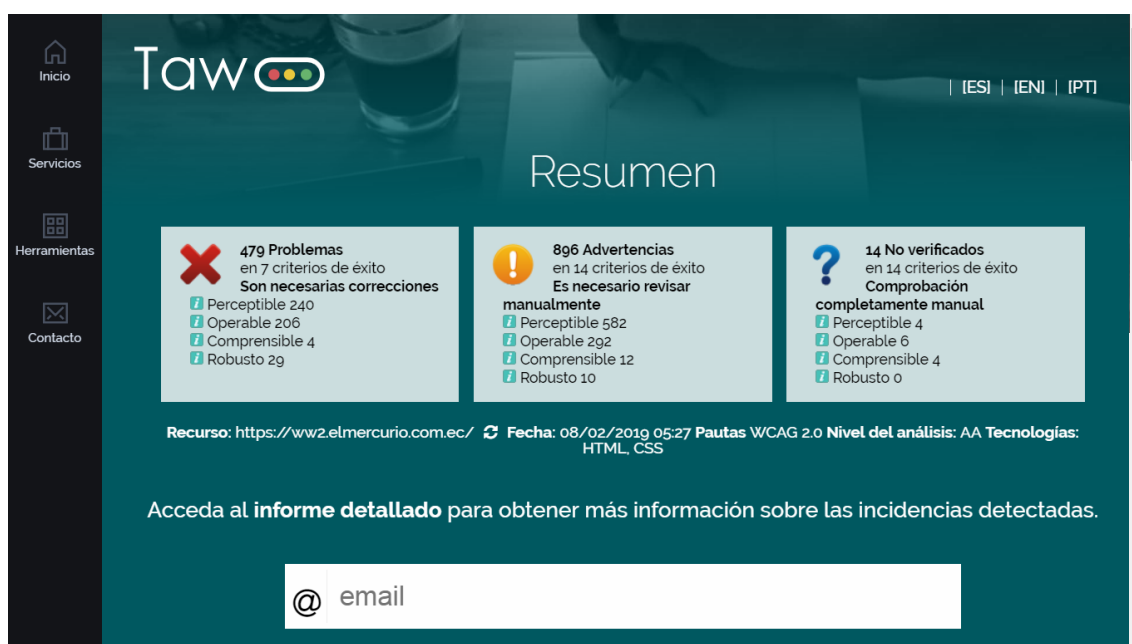 Inicio
Servicios
Herramientas
Contacto
Taw
| [ES] | [EN] | [PT]
Resumen
479 Problemas
en 7 criterios de éxito
Son necesarias correcciones
i Perceptible 240
i Operable 206
i Comprensible 4
i Robusto 29
!
896 Advertencias
en 14 criterios de éxito
Es necesario revisar
manualmente
i Perceptible 582
i Operable 292
i Comprensible 12
i Robusto 10
?
14 No verificados
en 14 criterios de éxito
Comprobación
completamente manual
i Perceptible 4
i Operable 6
i Comprensible 4
i Robusto 0
Recurso: https://ww2.elmercurio.com.ec/ Fecha: 08/02/2019 05:27 Pautas WCAG 2.0 Nivel del análisis: AA Tecnologías:
HTML, CSS
Acceda al informe detallado para obtener más información sobre las incidencias detectadas.
@ email